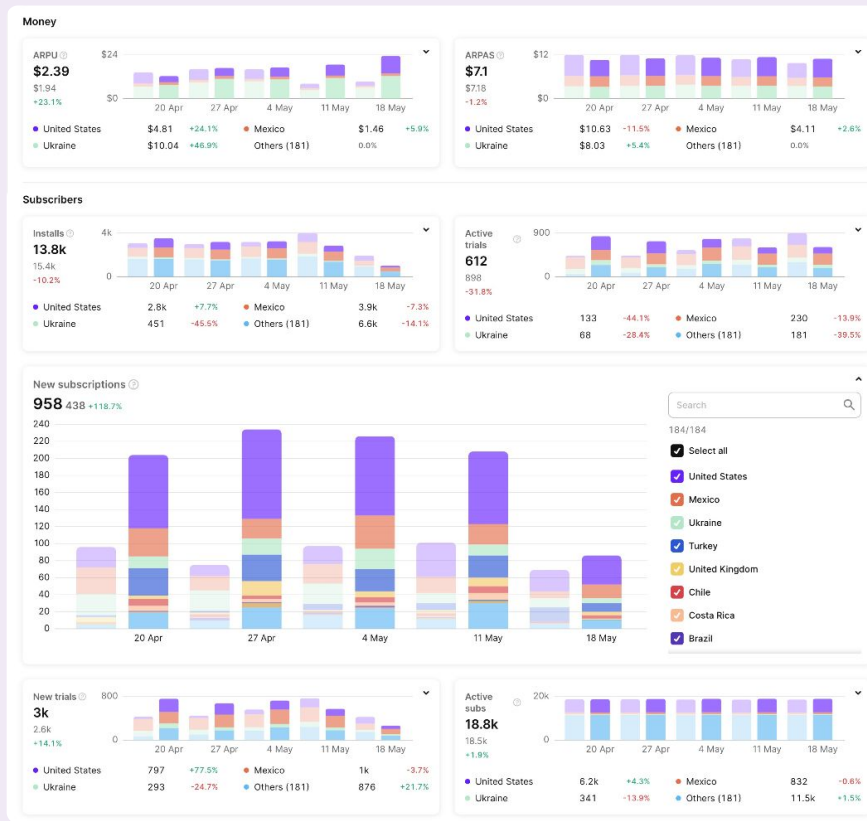 Money
ARPU
$2.39
$1.94
+23.1%
$24
$0
20 Apr 27 Apr 4 May 11 May 18 May
United States $4.81 +24.1% Mexico $1.46 +5.9%
Ukraine $10.04 +46.9% Others (181) 0.0%
ARPAS
$7.1
$7.18
-1.2%
$12
$0
20 Apr 27 Apr 4 May 11 May 18 May
United States $10.63 -11.5% Mexico $4.11 +2.6%
Ukraine $8.03 +5.4% Others (181) 0.0%
Subscribers
Installs
13.8k
15.4k
-10.2%
4k
0
20 Apr 27 Apr 4 May 11 May 18 May
United States 2.8k +7.7% Mexico 3.9k -7.3%
Ukraine 451 -45.5% Others (181) 6.6k -14.1%
Active
trials
612
898
-31.8%
900
0
20 Apr 27 Apr 4 May 11 May 18 May
United States 133 -44.1% Mexico 230 -13.9%
Ukraine 68 -28.4% Others (181) 181 -39.5%
New subscriptions
958 438 +118.7%
240
220
200
180
160
140
120
100
80
60
40
20
0
20 Apr 27 Apr 4 May 11 May 18 May
Search
184/184
Select all
United States
Mexico
Ukraine
Turkey
United Kingdom
Chile
Costa Rica
Brazil
New trials
3k
2.6k
+14.1%
800
0
20 Apr 27 Apr 4 May 11 May 18 May
United States 797 +77.5% Mexico 1k -3.7%
Ukraine 293 -24.7% Others (181) 876 +21.7%
Active
subs
18.8k
18.5k
+1.9%
20k
0
20 Apr 27 Apr 4 May 11 May 18 May
United States 6.2k +4.3% Mexico 832 -0.6%
Ukraine 341 -13.9% Others (181) 11.5k +1.5%